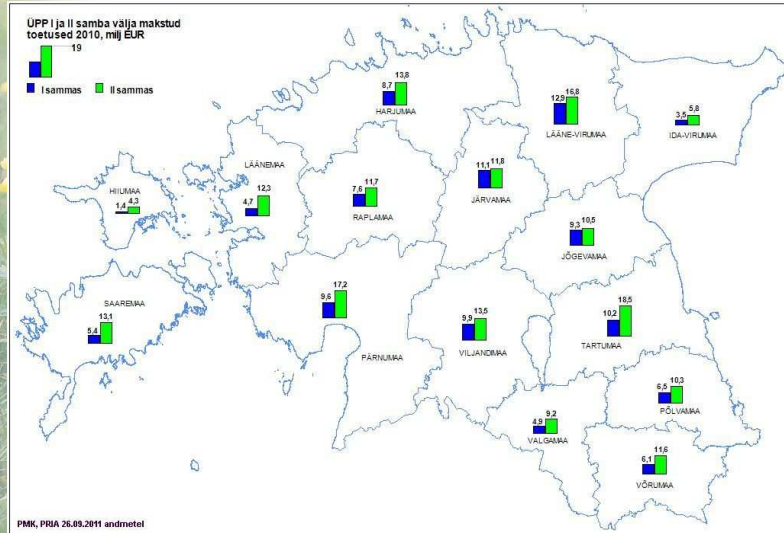 ÜPP I ja II samba välja makstud
toetused 2010, milj EUR
19
I sammas II sammas
8,7 13,8
HARJUMAA
12,9 16,8
LÄÄNE-VIRUMAA
3,5 5,8
IDA-VIRUMAA
HIIUMAA
1,4 4,3
LÄÄNEMAA
4,7 12,3
7,6 11,7
RAPLAMAA
11,1 11,8
JÄRVAMAA
9,3 10,5
JÕGEVAMAA
SAAREMAA
5,4 13,1
9,6 17,2
PÄRNUMAA
9,9 13,5
VILJANDIMAA
10,2 18,5
TARTUMAA
4,9 9,2
VALGAMAA
6,5 10,3
PÕLVAMAA
6,1 11,6
VÕRUMAA
PMK, PRIA 26.09.2011 andmetel